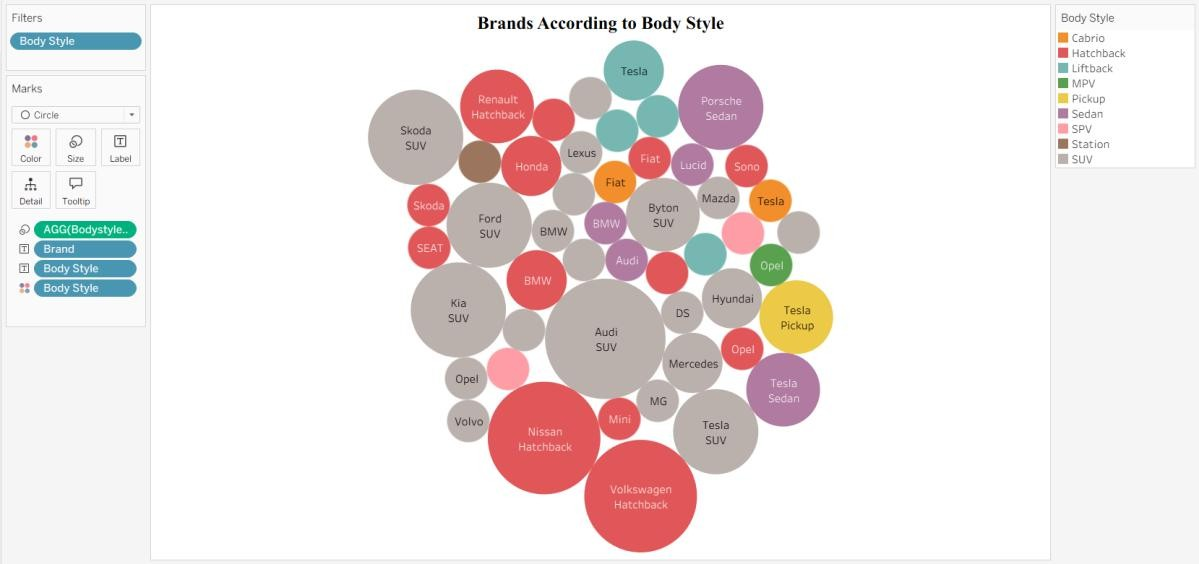 Filters
Body Style
Marks
Circle
Color
Size
Label
Detail
Tooltip
AGG(Bodystyle..
Brand
Body Style
Body Style
Brands According to Body Style
Tesla
Renault
Hatchback
Porsche
Sedan
Skoda
SUV
Lexus
Honda
Fiat
Lucid
Sono
Fiat
Skoda
Mazda
Tesla
Byton
SUV
Ford
SUV
BMW
BMW
SEAT
Audi
Opel
BMW
Hyundai
Kia
SUV
DS
Tesla
Pickup
Audi
SUV
Opel
Mercedes
Opel
Tesla
Sedan
MG
Volvo
Mini
Tesla
SUV
Nissan
Hatchback
Volkswagen
Hatchback
Body Style
Cabrio
Hatchback
Liftback
MPV
Pickup
Sedan
SPV
Station
SUV